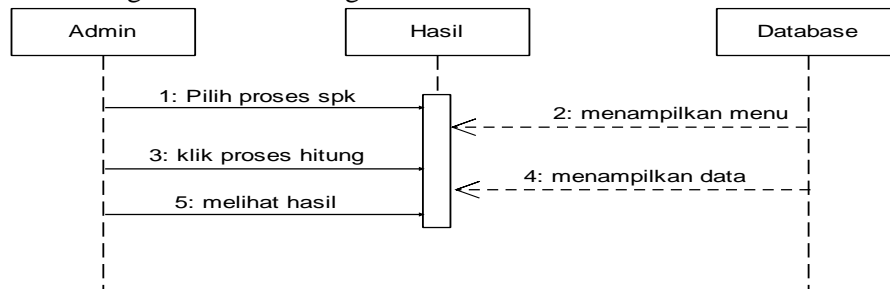 Admin
Hasil
Database
1: Pilih proses spk
2: menampilkan menu
3: klik proses hitung
4: menampilkan data
5: melihat hasil